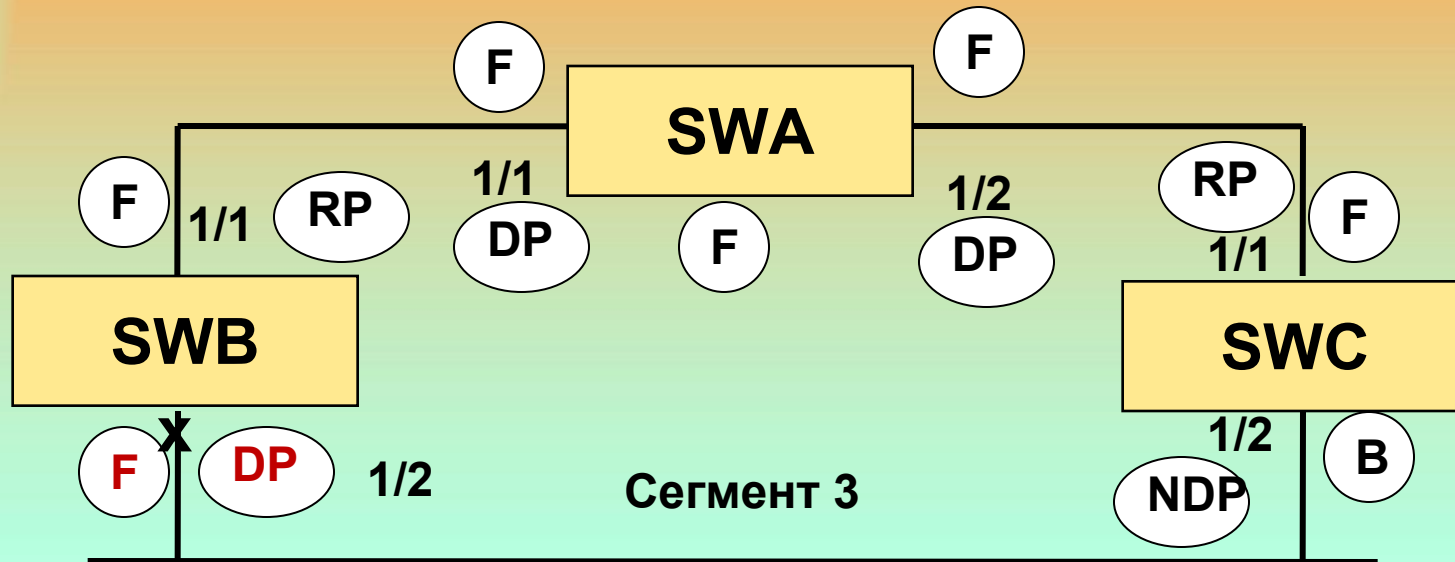 F
F
SWA
F
1/1
RP
1/1
DP
F
1/2
DP
RP
1/1
F
SWB
SWC
x
F
DP
1/2
Сегмент 3
1/2
NDP
B